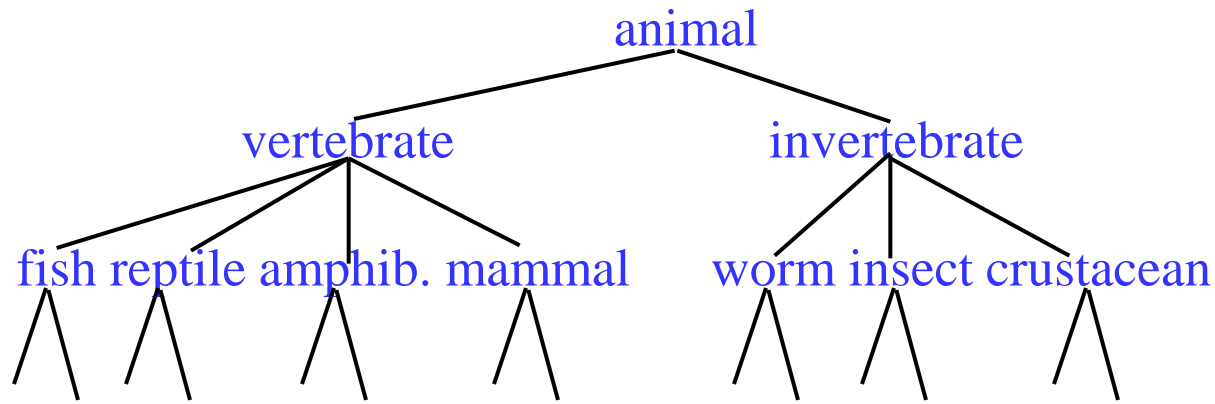 animal
vertebrate invertebrate
fish reptile amphib. mammal worm insect crustacean